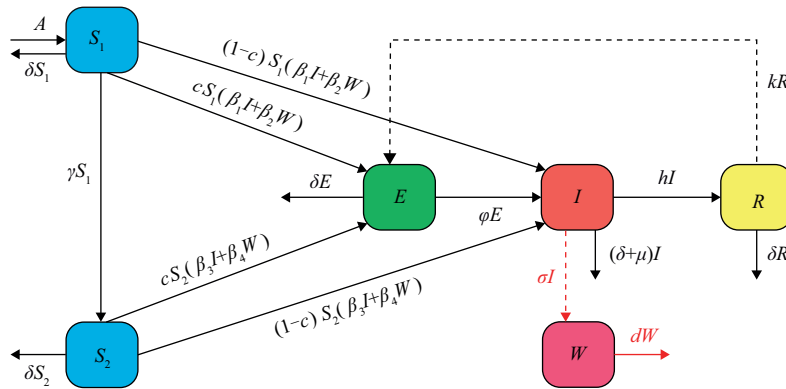 A
S₁
δS₁
(1−c) S₁(β₁I+β₂W)
cS₁(β₁I+β₂W)
kR
γS₁
δE
E
φE
I
hI
R
cS₂(β₃I+β₄W)
(1−c) S₂(β₃I+β₄W)
σI
(δ+μ)I
δR
S₂
δS₂
W
dW